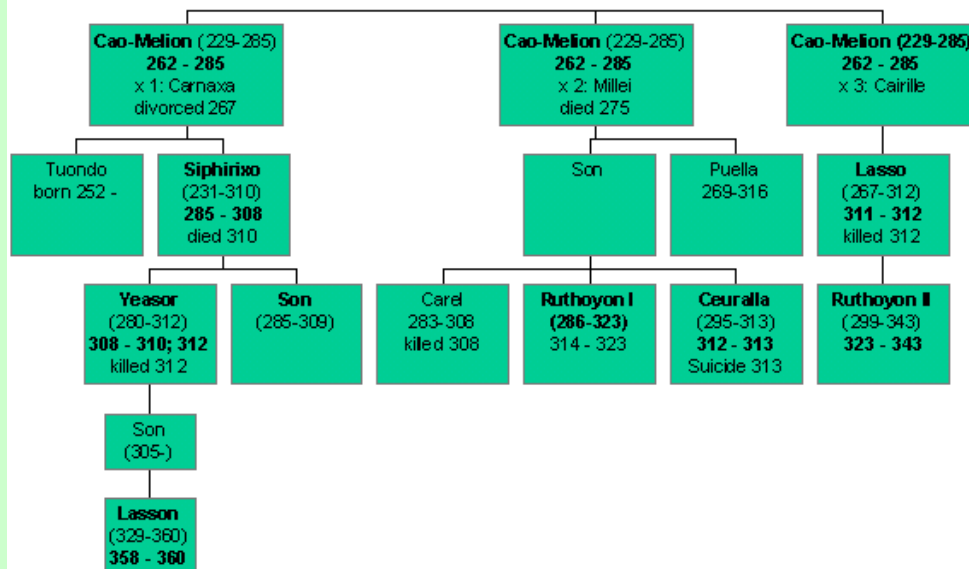 Cao-Melion (229-285)
262 - 285
x 1: Carnaxa
divorced 267
Cao-Melion (229-285)
262 - 285
x 2: Millei
died 275
Cao-Melion (229-285)
262 - 285
x 3: Cairille
Tuondo
born 252 -
Siphirixo
(231-310)
285 - 308
died 310
Son
Puella
269-316
Lasso
(267-312)
311 - 312
killed 312
Yeasor
(280-312)
308 - 310; 312
killed 312
Son
(285-309)
Carel
283-308
killed 308
Ruthoyon I
(286-323)
314 - 323
Ceuralla
(295-313)
312 - 313
Suicide 313
Ruthoyon II
(299-343)
323 - 343
Son
(305-)
Lasson
(329-360)
358 - 360